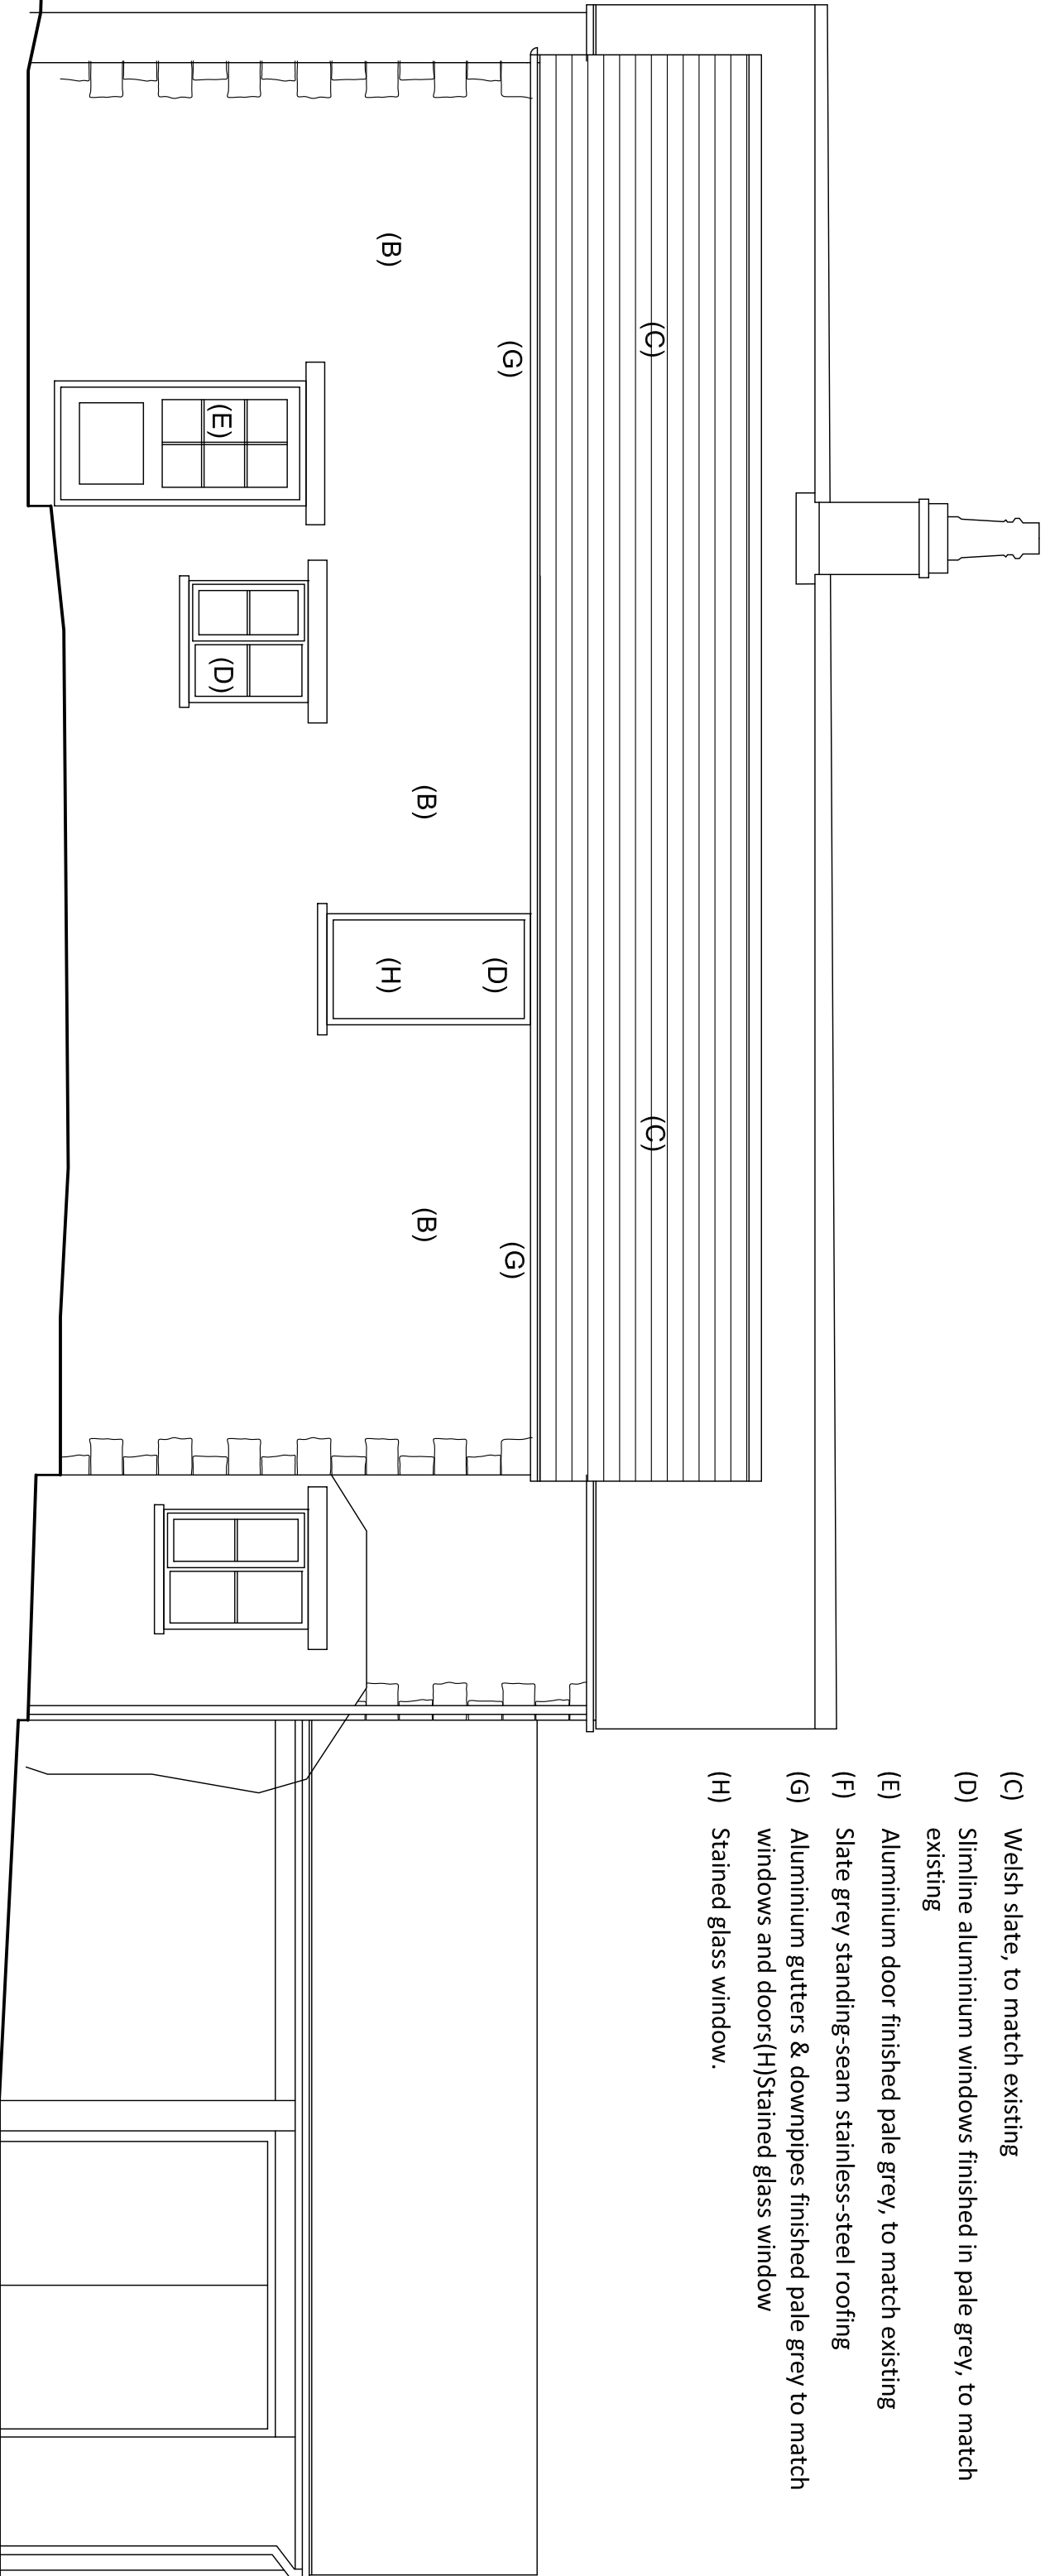 (C) Welsh slate, to match existing
(D) Slimline aluminium windows finished in pale grey, to match
existing
(E) Aluminium door finished pale grey, to match existing
(F) Slate grey standing-seam stainless-steel roofing
(G) Aluminium gutters & downpipes finished pale grey to match
windows and doors(H)Stained glass window
(H) Stained glass window.
(C)
(C)
(G)
(G)
(D)
(B)
(B)
(B)
(H)
(E)
(D)